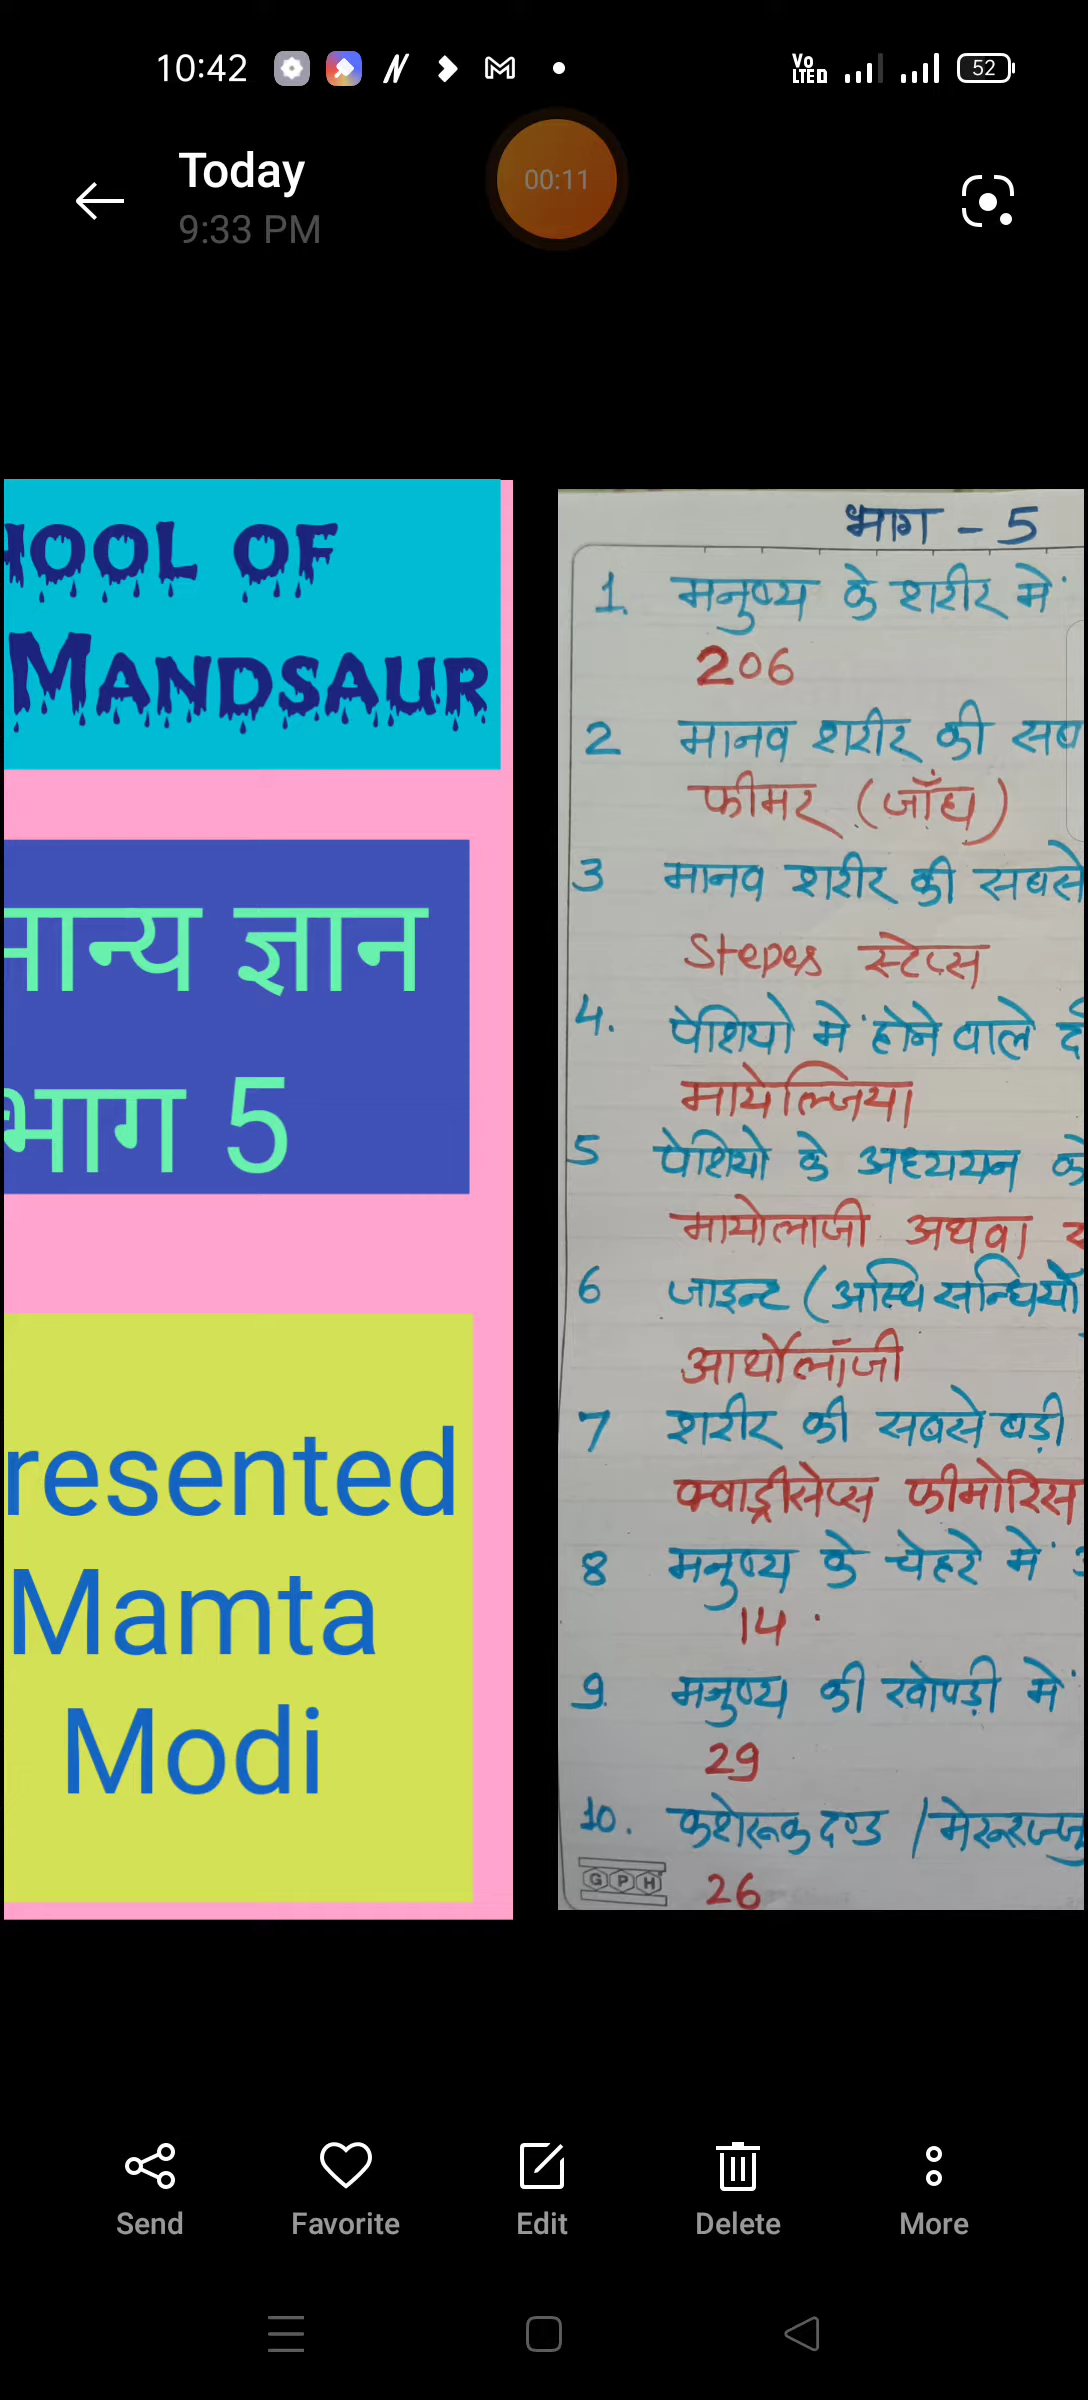 10:42
Vo LTE
52
Today
9:33 PM
00:11
HOOL OF
MANDSAUR
मान्य ज्ञान
भाग 5
resented
Mamta
Modi
भाग - 5
1. मनुष्य के शरीर में
206
2 मानव शरीर की सब
फीमर (जाँघ)
3 मानव शरीर की सबसे
Stepes स्टेप्स
4. पेशियो में होने वाले द
मायेल्जिया
5 पेशियो के अध्ययन के
मायोलाजी अथवा
6 जाइन्ट (अस्थि सन्धियों
आर्थोलॉजी
7 शरीर की सबसे बड़ी
क्वाड्रीसेप्स फीमोरिस
8 मनुष्य के चेहरे में
14
9. मनुष्य की खोपड़ी में
29
10. कशेरूक दण्ड / मेरूरज्जु
GPH
26
Send
Favorite
Edit
Delete
More